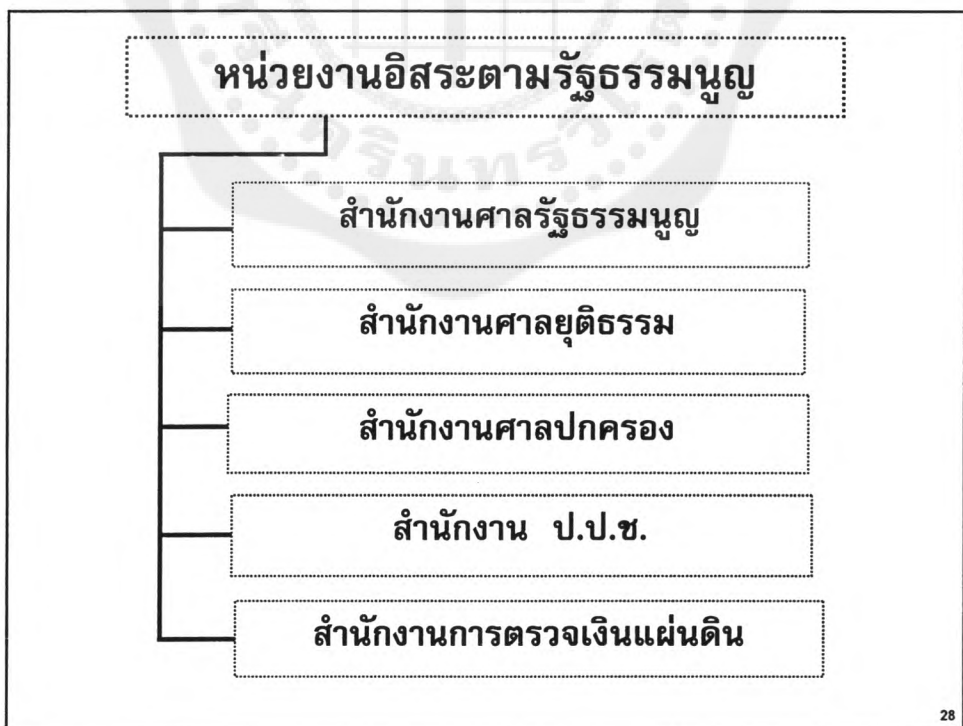 หน่วยงานอิสระตามรัฐธรรมนูญ
สำนักงานศาลรัฐธรรมนูญ
สำนักงานศาลยุติธรรม
สำนักงานศาลปกครอง
สำนักงาน ป.ป.ช.
สำนักงานการตรวจเงินแผ่นดิน
28